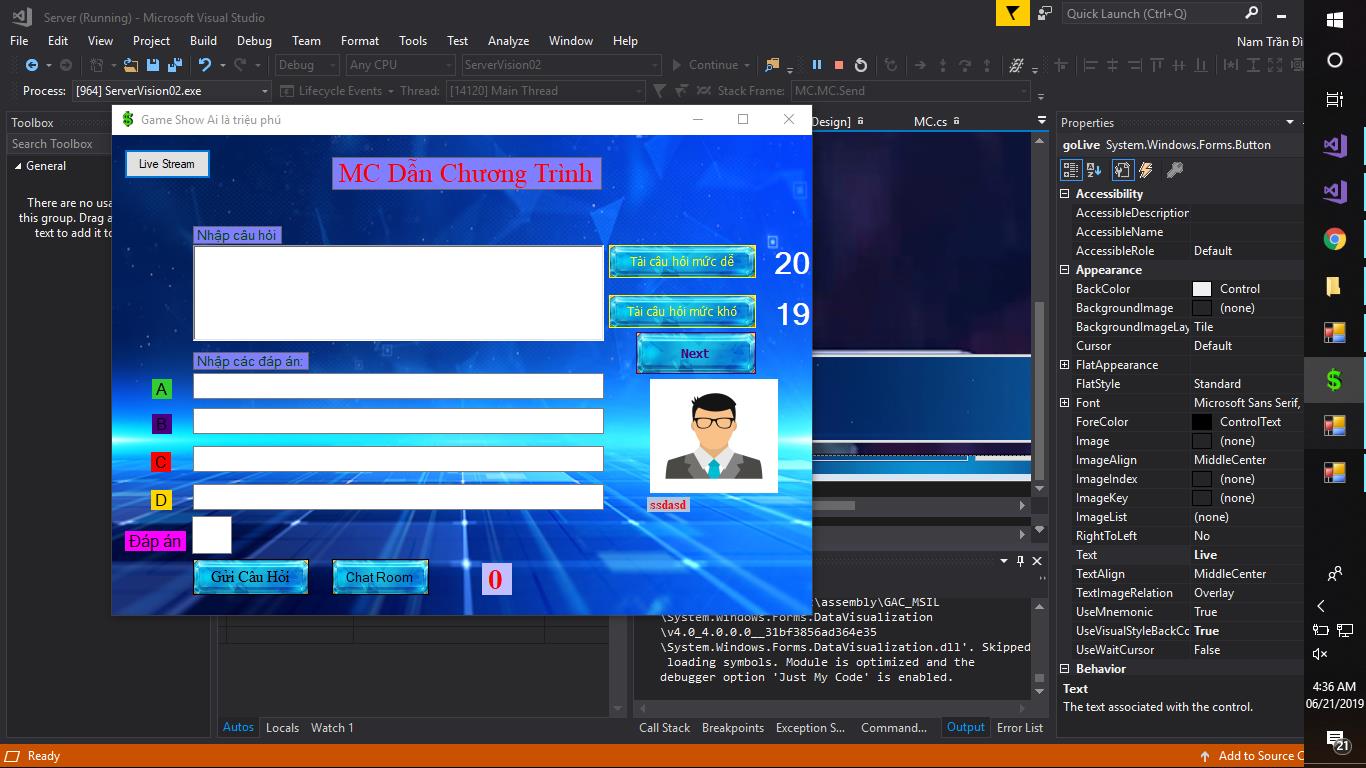 Server (Running) - Microsoft Visual Studio
Quick Launch (Ctrl+Q)
File Edit View Project Build Debug Team Format Tools Test Analyze Window Help
Nam Trần Đì
Debug Any CPU ServerVision02 Continue
Process: [964] ServerVision02.exe Lifecycle Events Thread: [14120] Main Thread Stack Frame: MC.MC.Send
Toolbox
Search Toolbox
General
There are no usa
this group. Drag a
text to add it to
Game Show Ai là triệu phú
Live Stream
MC Dẫn Chương Trình
Nhập câu hỏi
Tải câu hỏi mức dễ
20
Tải câu hỏi mức khó
19
Next
Nhập các đáp án:
A
B
C
D
ssdasd
Đáp án
Gửi Câu Hỏi
Chat Room
0
Design]
MC.cs
\assembly\GAC_MSIL
\System.Windows.Forms.DataVisualization
\v4.0_4.0.0.0__31bf3856ad364e35
\System.Windows.Forms.DataVisualization.dll'. Skipped
loading symbols. Module is optimized and the
debugger option 'Just My Code' is enabled.
Autos Locals Watch 1
Call Stack Breakpoints Exception S... Command... Output Error List
Properties
goLive System.Windows.Forms.Button
Accessibility
AccessibleDescription
AccessibleName
AccessibleRole Default
Appearance
BackColor Control
BackgroundImage (none)
BackgroundImageLay Tile
Cursor Default
FlatAppearance
FlatStyle Standard
Font Microsoft Sans Serif,
ForeColor ControlText
Image (none)
ImageAlign MiddleCenter
ImageIndex (none)
ImageKey (none)
ImageList (none)
RightToLeft No
Text Live
TextAlign MiddleCenter
TextImageRelation Overlay
UseMnemonic True
UseVisualStyleBackCo True
UseWaitCursor False
Behavior
Text
The text associated with the control.
Ready
Add to Source C
4:36 AM
06/21/2019
21